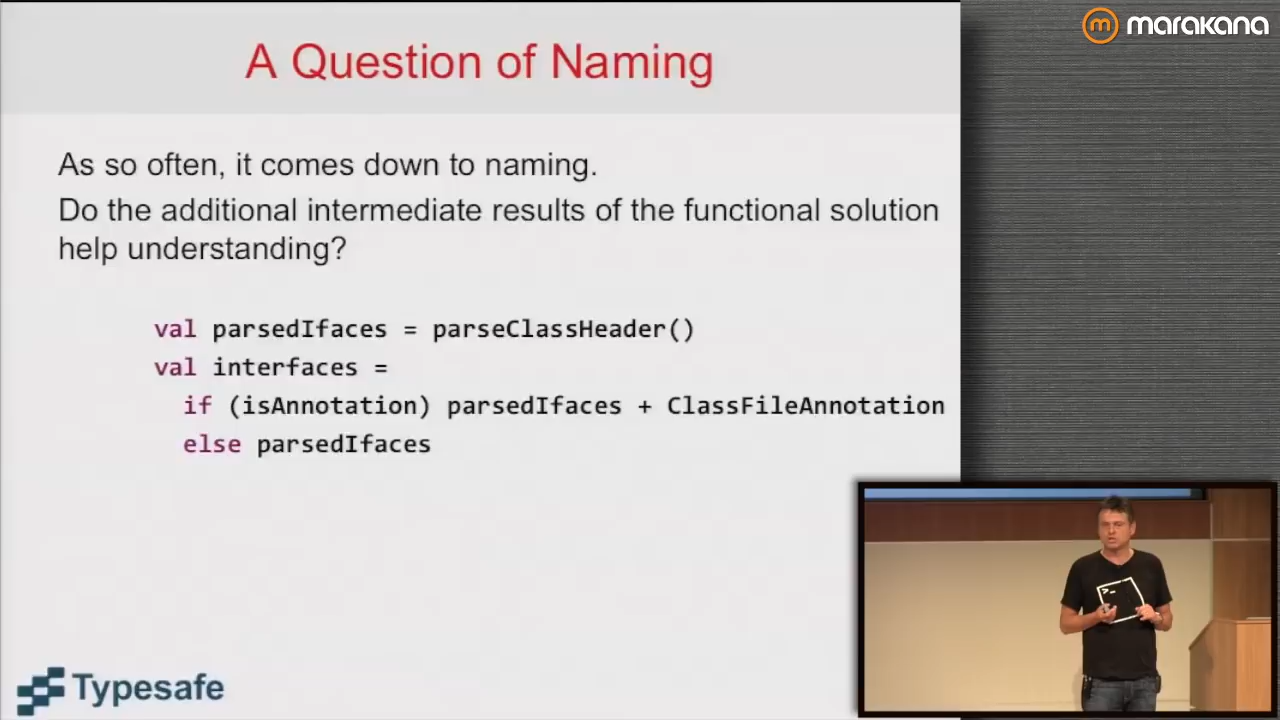 marakana
A Question of Naming
As so often, it comes down to naming.
Do the additional intermediate results of the functional solution
help understanding?
val parsedIfaces = parseClassHeader()
val interfaces =
if (isAnnotation) parsedIfaces + ClassFileAnnotation
else parsedIfaces
Typesafe
>_